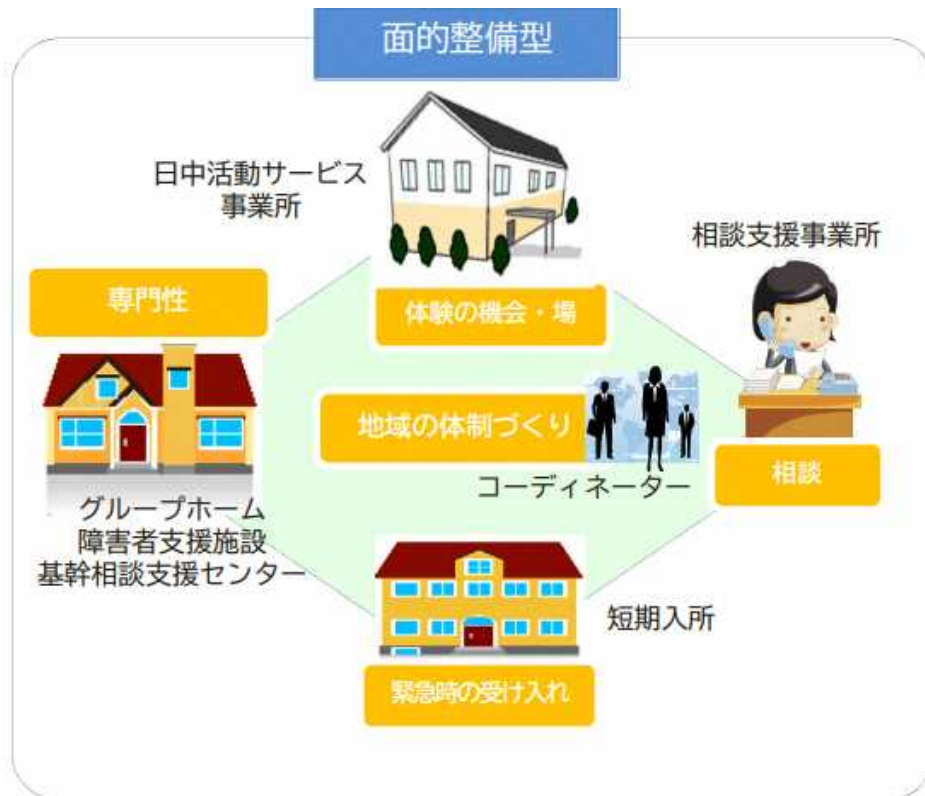 面的整備型
日中活動サービス
事業所
相談支援事業所
専門性
体験の機会・場
地域の体制づくり
コーディネーター
相談
グループホーム
障害者支援施設
基幹相談支援センター
短期入所
緊急時の受け入れ